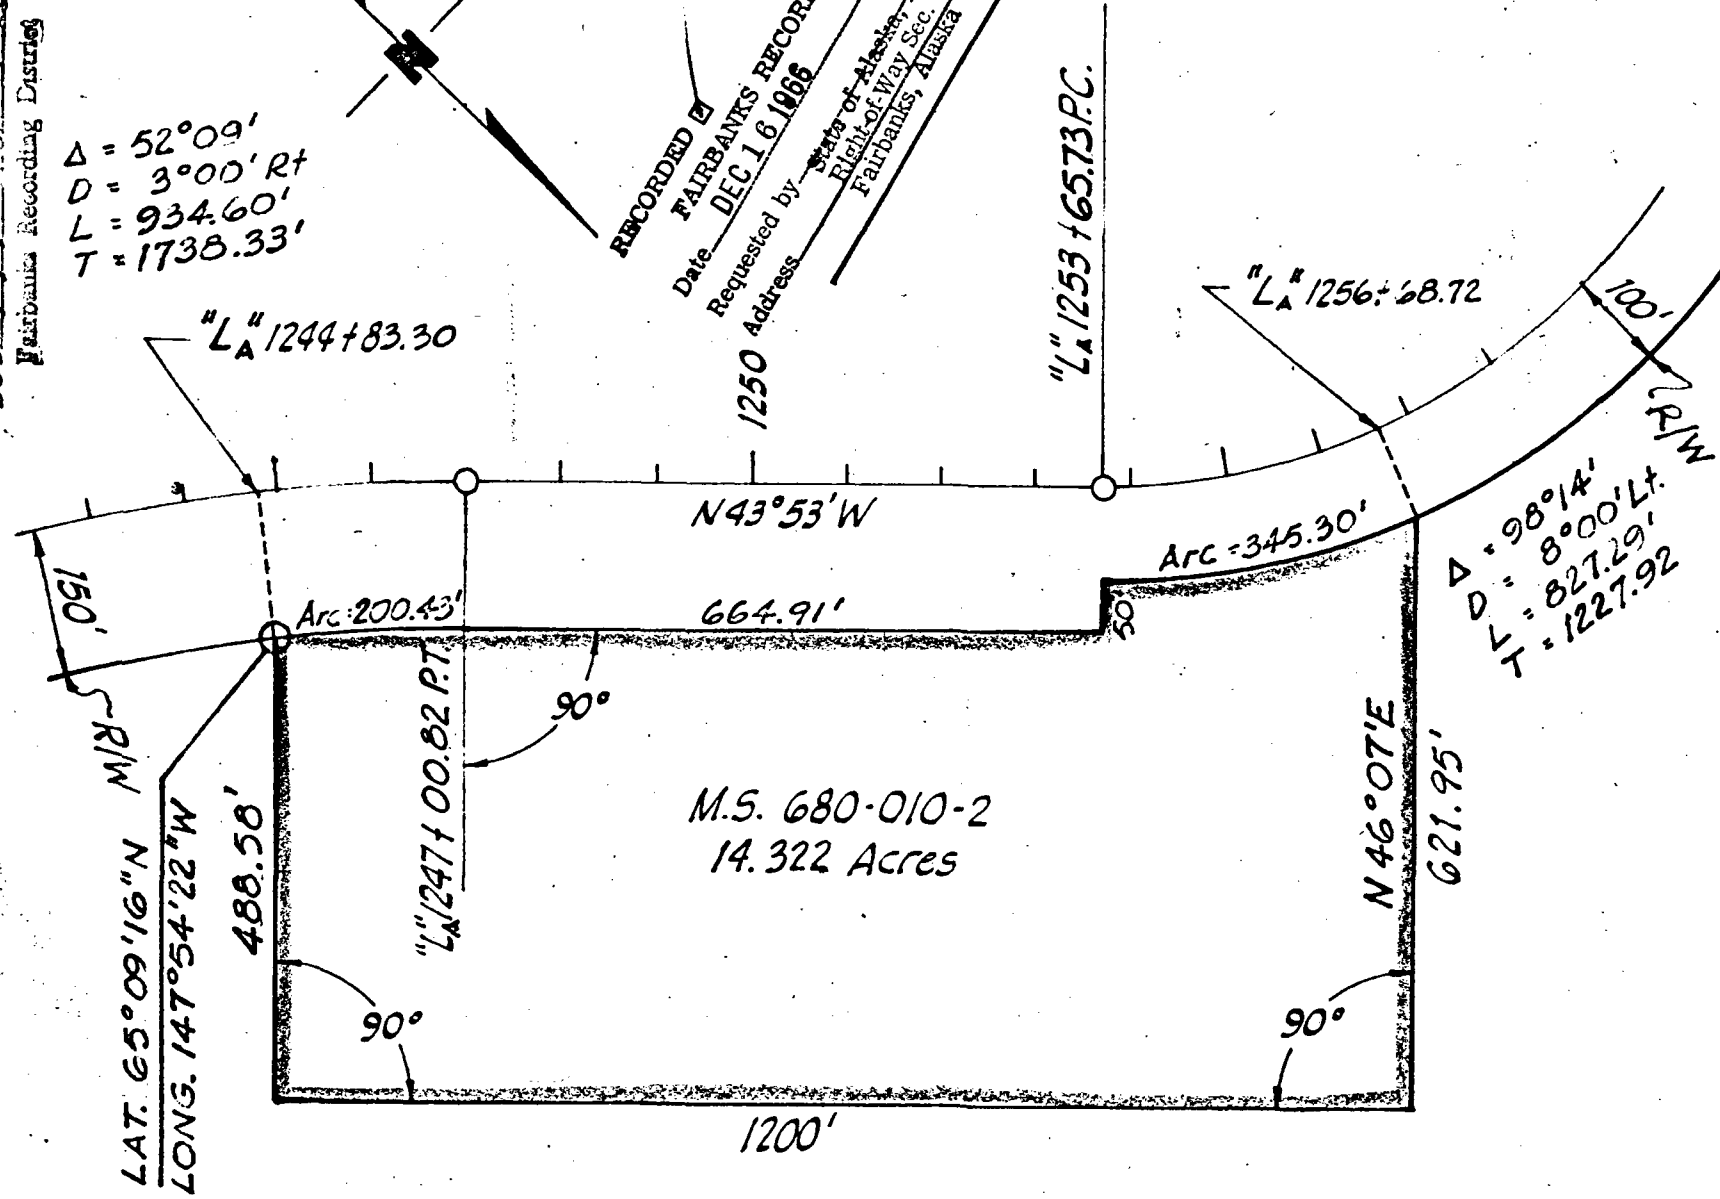 Fairbanks Recording District
N
Δ = 52°09'
D = 3°00' Rt
L = 934.60'
T = 1738.33'
RECORDED
FAIRBANKS RECOR
DEC 16 1966
Date
Requested by State of Alaska,
Right-of-Way Sec.
Fairbanks, Alaska
Address
"LA" 1244+83.30
1250
"LA" 1253+65.73 P.C.
"LA" 1256+68.72
100'
R/W
Δ = 98°14'
D = 8°00' Lt.
L = 827.29'
T = 1227.92
N 43°53' W
Arc = 345.30'
150'
R/W
Arc = 200.43'
664.91'
50
"LA" 1247+00.82 P.T.
90°
M.S. 680-010-2
14.322 Acres
N 46°07' E
621.95'
488.58'
LAT. 65°09'16" N
LONG. 147°54'22" W
90°
90°
1200'